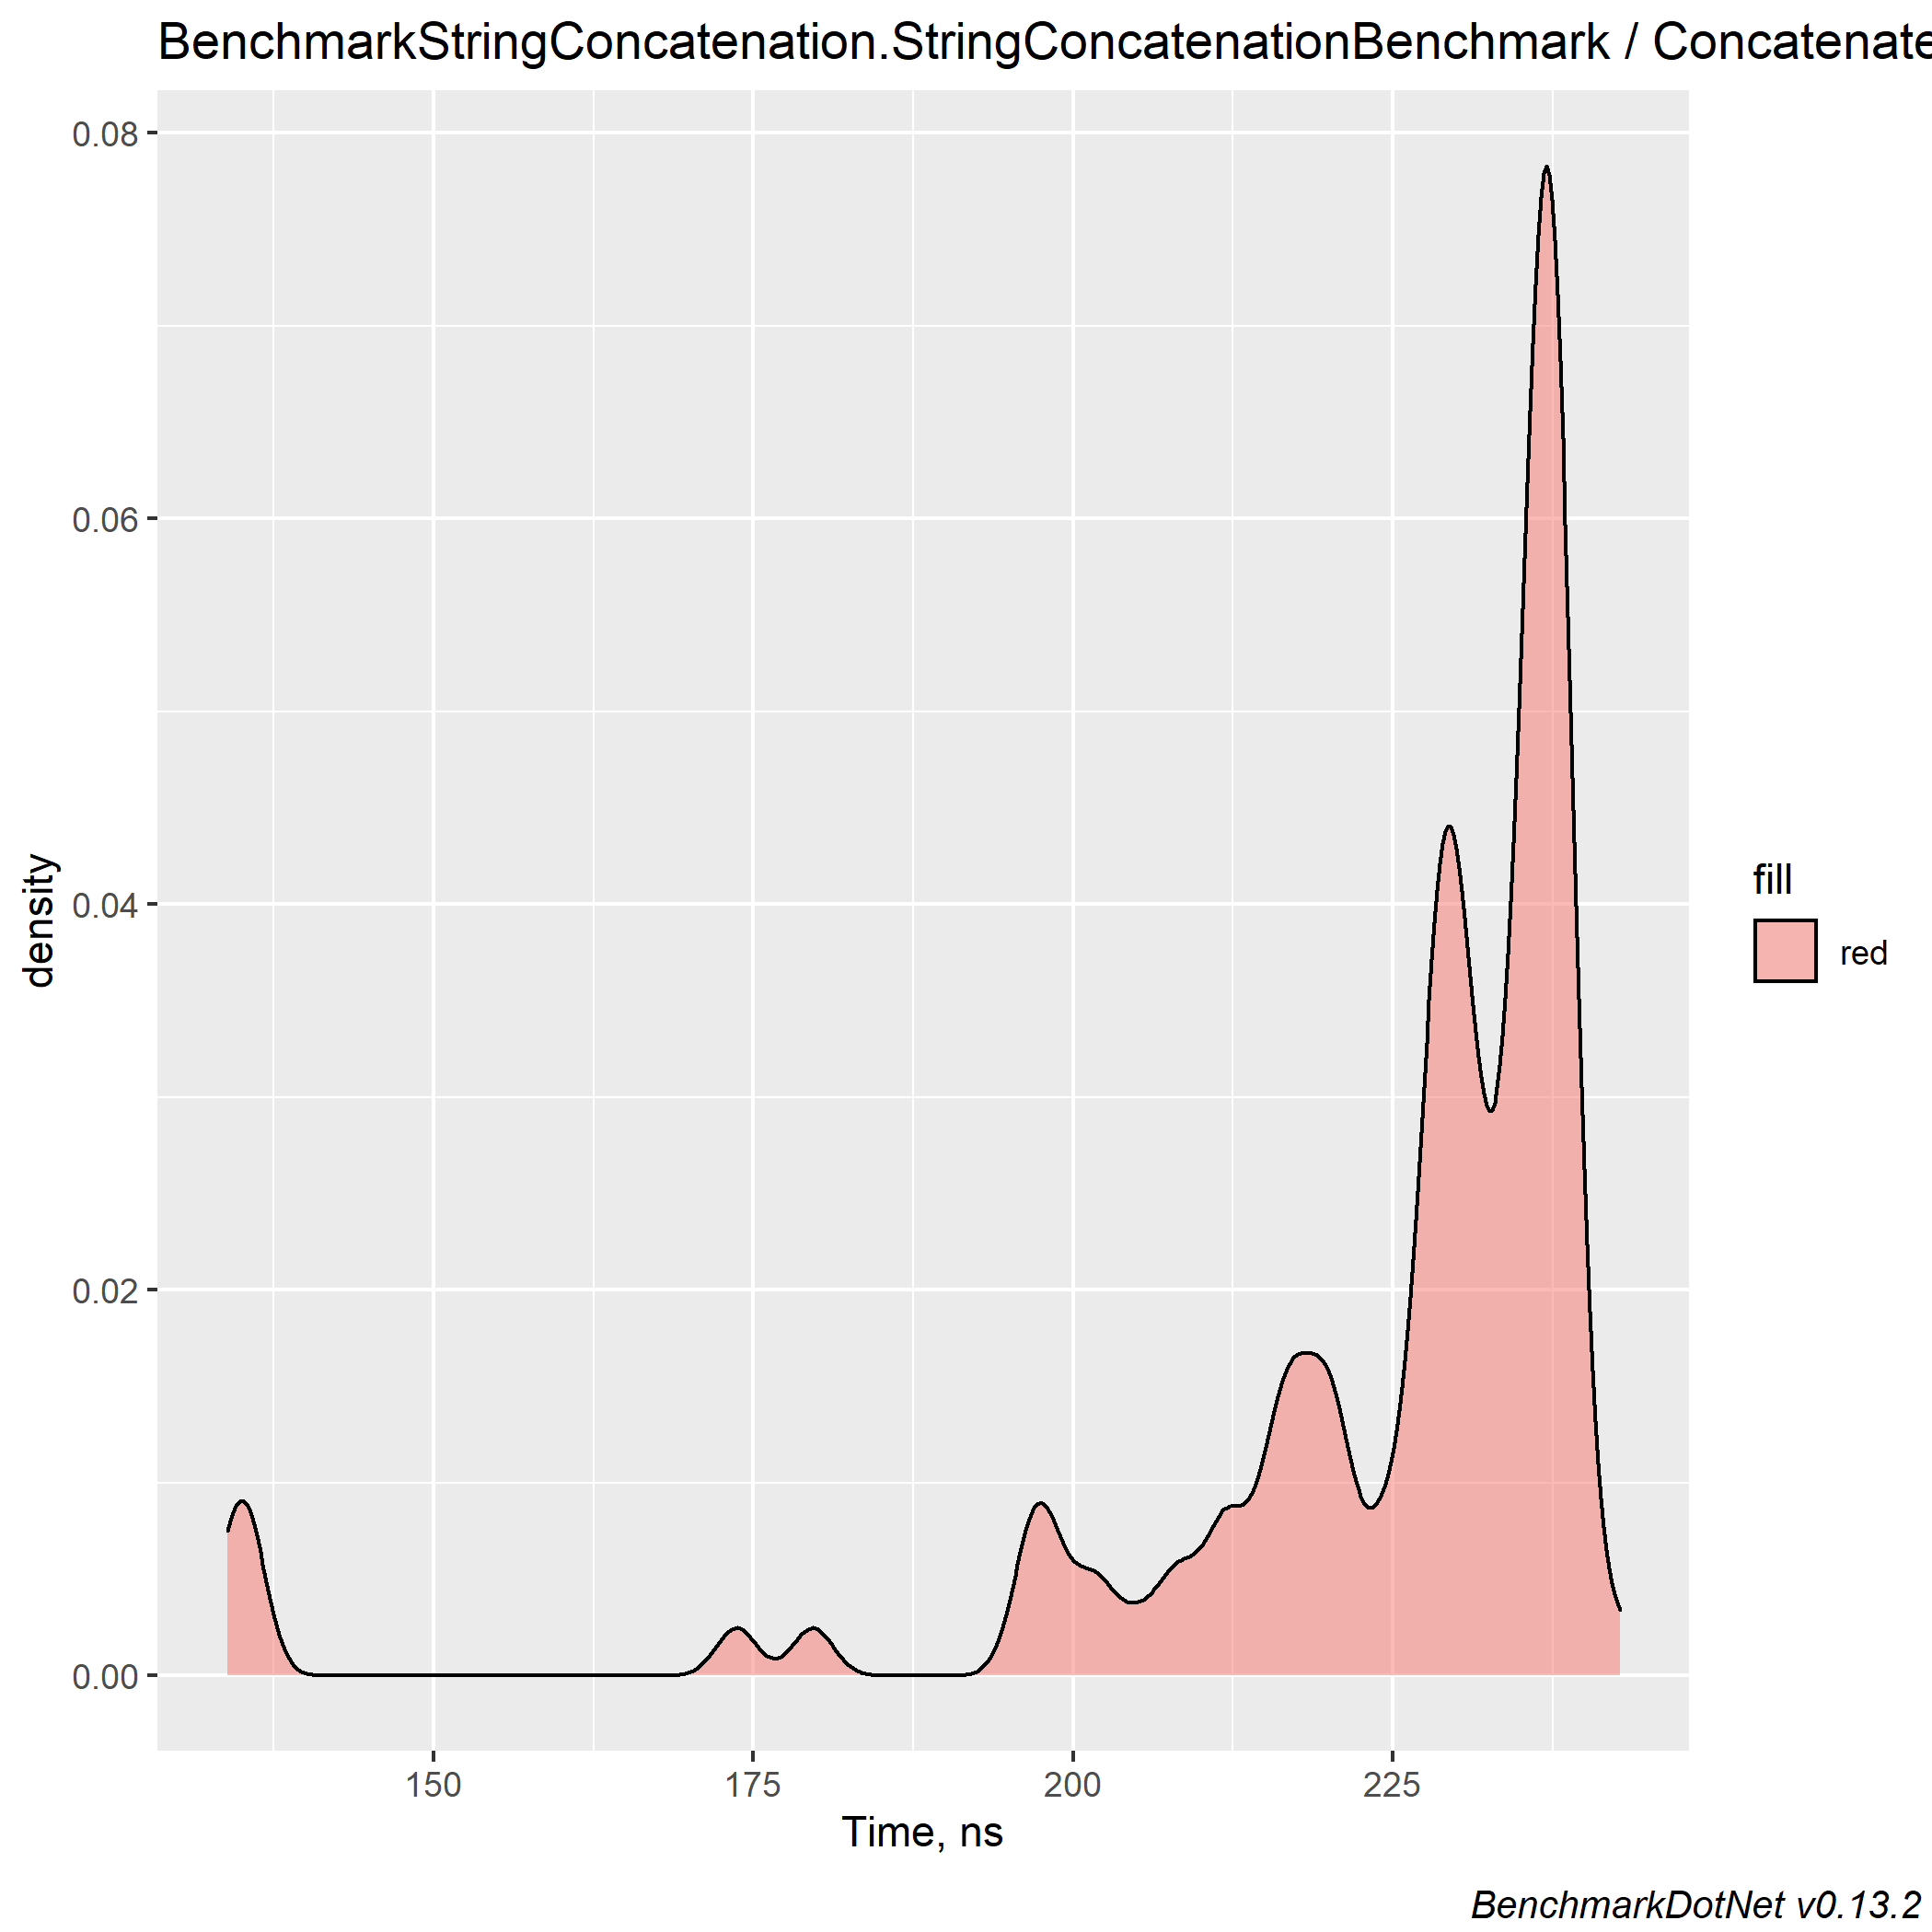 BenchmarkStringConcatenation.StringConcatenationBenchmark / Concatenate
0.08
0.06
0.04
0.02
0.00
density
150 175 200 225
Time, ns
fill
red
BenchmarkDotNet v0.13.2